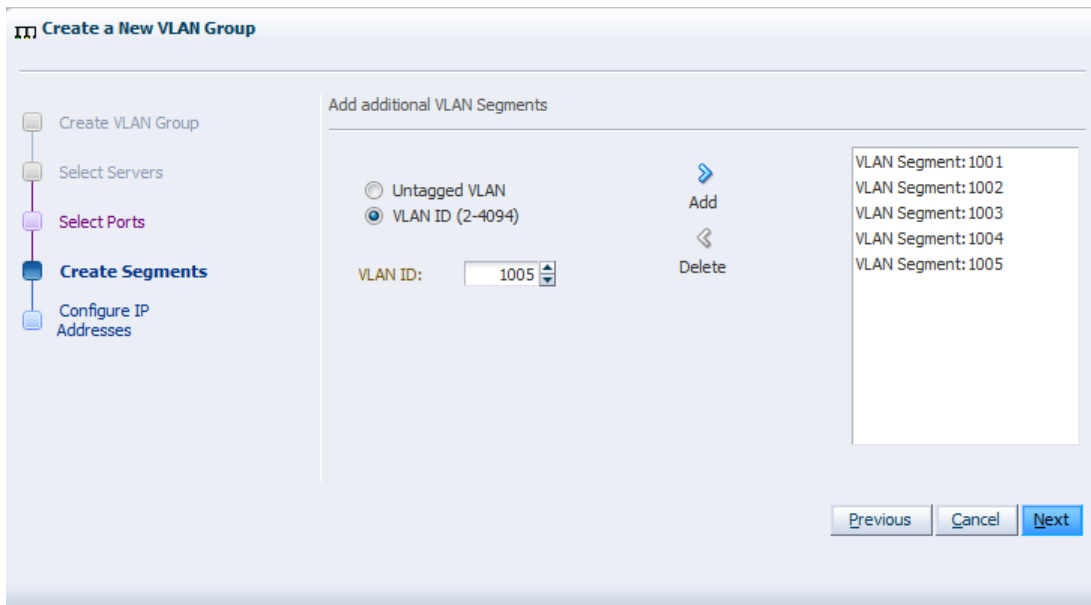 Create a New VLAN Group
Create VLAN Group
Select Servers
Select Ports
Create Segments
Configure IP
Addresses
Add additional VLAN Segments
Untagged VLAN
VLAN ID (2-4094)
VLAN ID:
1005
Add
Delete
VLAN Segment:1001
VLAN Segment:1002
VLAN Segment:1003
VLAN Segment:1004
VLAN Segment:1005
Previous
Cancel
Next